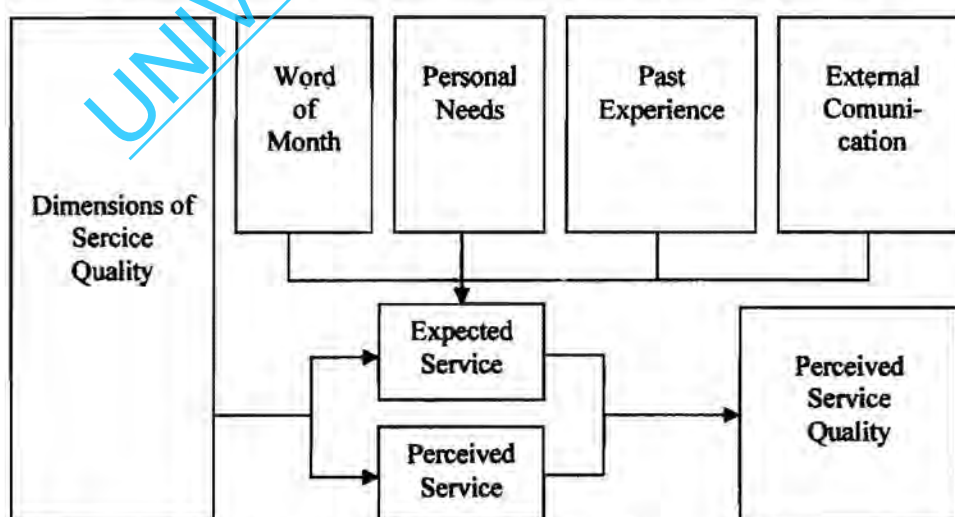 UNIV
Word
of
Month
Personal
Needs
Past
Experience
External
Comuni-
cation
Dimensions of
Sercice
Quality
Expected
Service
Perceived
Service
Perceived
Service
Quality